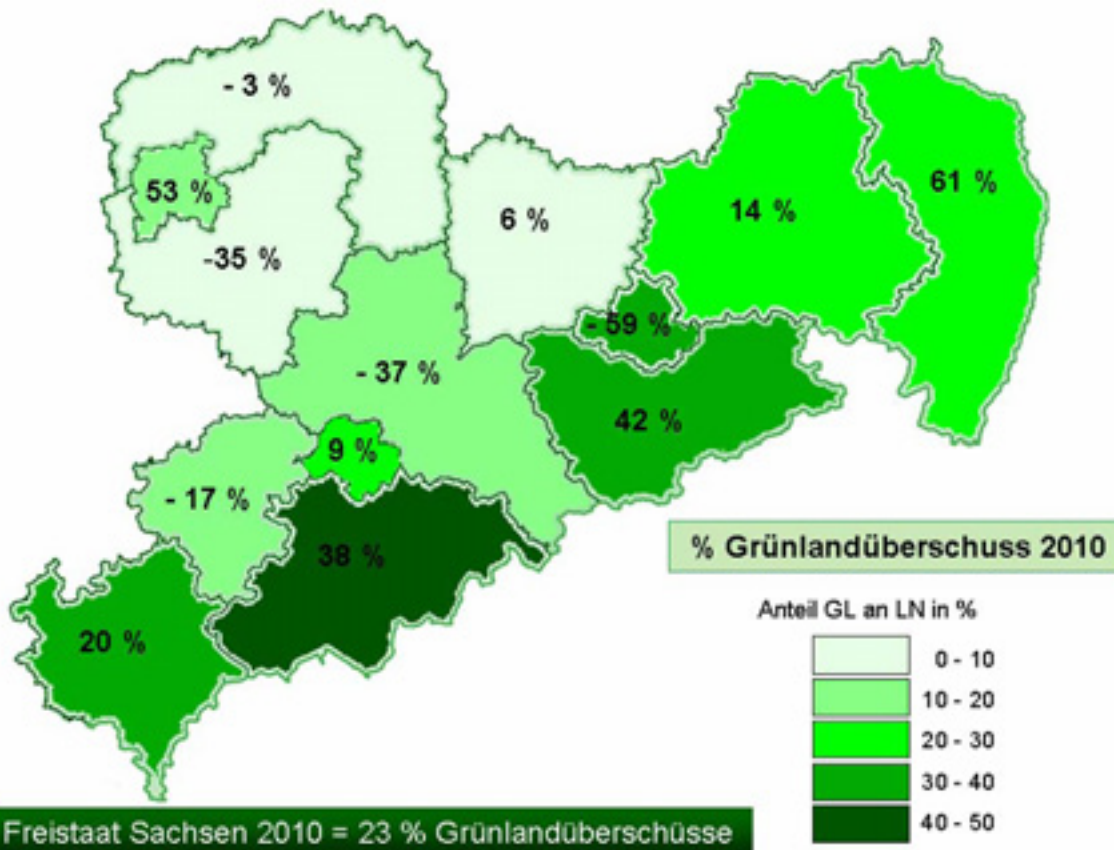 - 3 %
53 %
-35 %
6 %
14 %
61 %
- 59 %
- 37 %
42 %
9 %
- 17 %
38 %
20 %
% Grünlandüberschuss 2010
Anteil GL an LN in %
0 - 10
10 - 20
20 - 30
30 - 40
40 - 50
Freistaat Sachsen 2010 = 23 % Grünlandüberschüsse